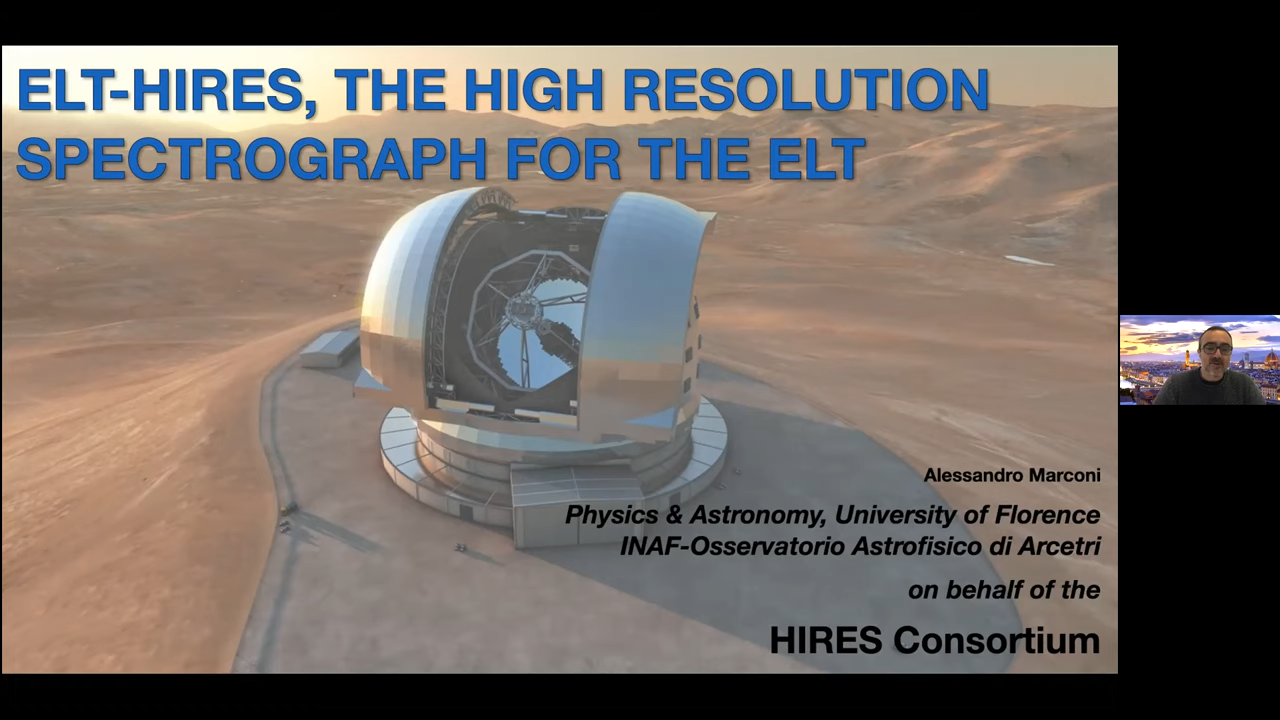 ELT-HIRES, THE HIGH RESOLUTION
SPECTROGRAPH FOR THE ELT
Alessandro Marconi
Physics & Astronomy, University of Florence
INAF-Osservatorio Astrofisico di Arcetri
on behalf of the
HIRES Consortium